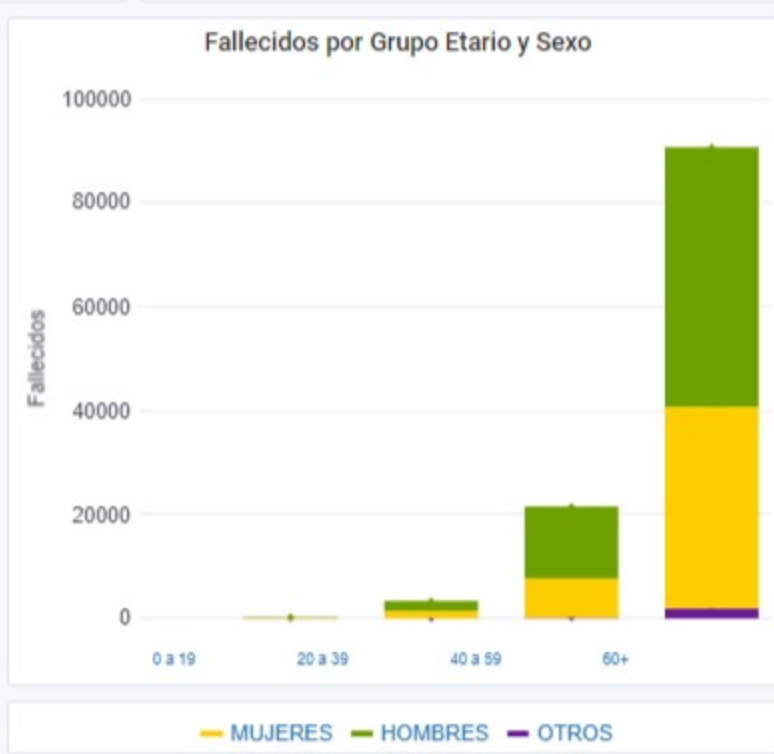 Fallecidos por Grupo Etario y Sexo
100000
80000
60000
40000
20000
0
Fallecidos
0 a 19
20 a 39
40 a 59
60+
MUJERES
HOMBRES
OTROS